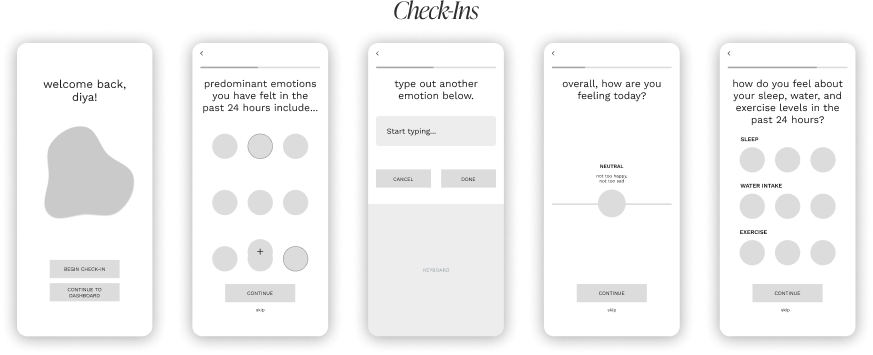 Check-Ins
welcome back,
diya!
BEGIN CHECK-IN
CONTINUE TO
DASHBOARD
predominant emotions
you have felt in the
past 24 hours include...
+
CONTINUE
skip
type out another
emotion below.
Start typing...
CANCEL
DONE
KEYBOARD
overall, how are you
feeling today?
NEUTRAL
not too happy,
not too sad
CONTINUE
skip
how do you feel about
your sleep, water, and
exercise levels in the
past 24 hours?
SLEEP
WATER INTAKE
EXERCISE
CONTINUE
skip